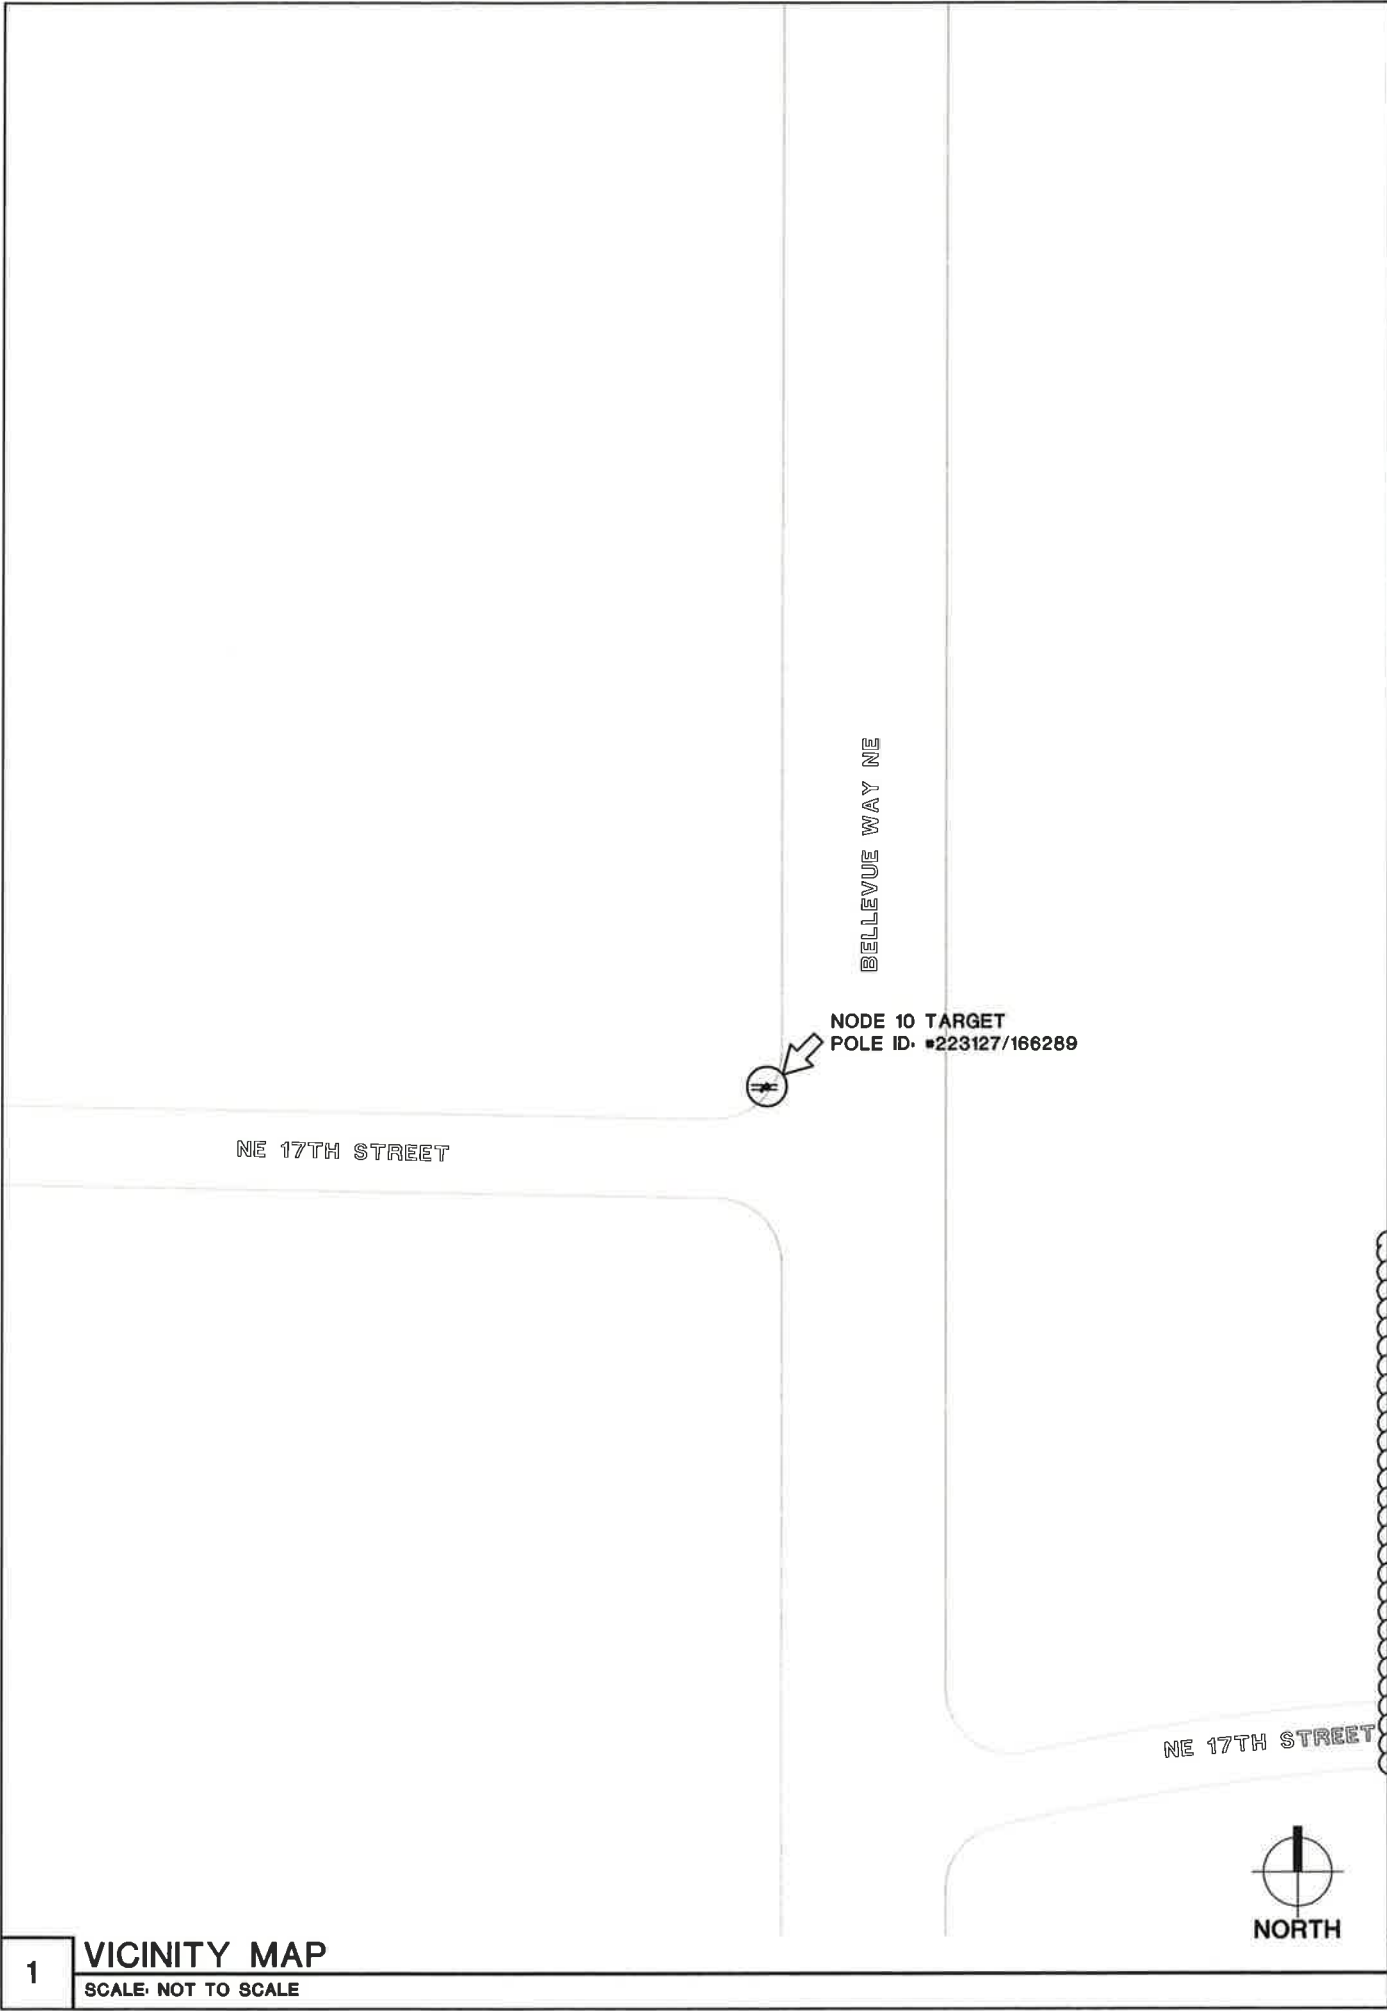 BELLEVUE WAY NE
NODE 10 TARGET
POLE ID: #223127/166289
NE 17TH STREET
NE 17TH STREET
NORTH
1
VICINITY MAP
SCALE: NOT TO SCALE